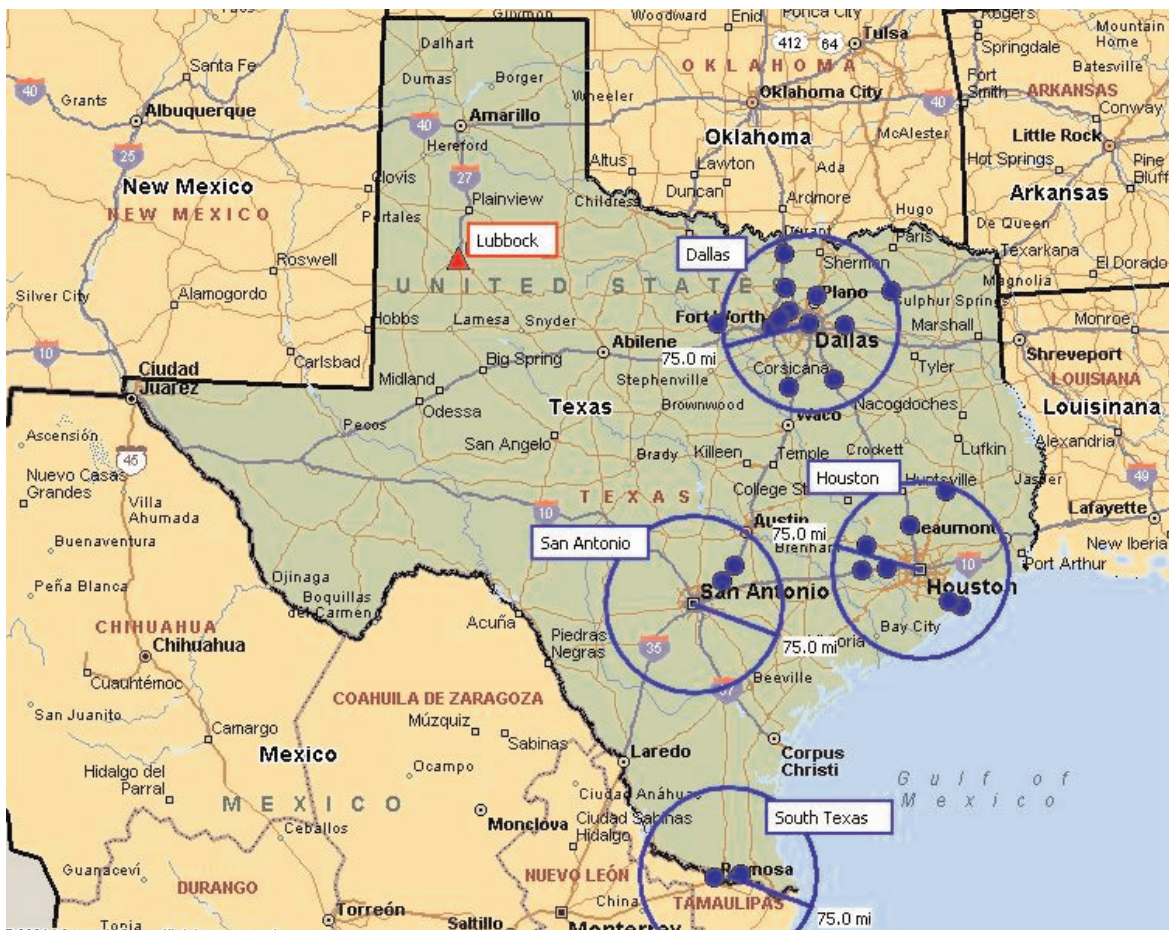 Guymon
Woodward
Enid
Ponca City
Rogers
Springdale
Mountain
Home
Batesville
Dalhart
412
64
Tulsa
OKLAHOMA
Santa Fe
Dumas
Borger
Wheeler
Fort
Smith
ARKANSAS
Conway
40
Grants
Albuquerque
40
Amarillo
Oklahoma City
40
Little Rock
Hereford
Oklahoma
McAlester
25
Altus
Lawton
Ada
Hot Springs
Pine
Bluff
New Mexico
Clovis
27
Duncan
Ardmore
Arkansas
NEW MEXICO
Portales
Plainview
Childress
Hugo
De Queen
Lubbock
Dallas
Durant
Paris
Texarkana
Roswell
Sherman
El Dorado
UNITED STATES
Magnolia
Silver City
Alamogordo
Plano
Sulphur Springs
Hobbs
Lamesa
Snyder
Fort Worth
Marshall
Monroe
10
Carlsbad
Big Spring
Abilene
75.0 mi
Dallas
Shreveport
Ciudad
Juarez
Midland
Stephenville
Corsicana
Tyler
LOUISIANA
Odessa
Texas
Brownwood
Waco
Nacogdoches
Louisinana
Ascensión
Pecos
San Angelo
Brady
Killeen
Temple
Crockett
Lufkin
Alexandria
45
Nuevo Casas
Grandes
Villa
Ahumada
10
TEXAS
Houston
Huntsville
Jasper
49
San Antonio
Austin
75.0 mi
Brenham
Beaumont
Lafayette
New Iberia
Buenaventura
10
Port Arthur
Peña Blanca
Ojinaga
Boquillas
del Carmen
San Antonio
Houston
CHIHUAHUA
Acuña
Chihuahua
Piedras
Negras
35
75.0 mi
Bay City
Cuauhtémoc
Beeville
COAHUILA DE ZARAGOZA
37
San Juanito
Múzquiz
Camargo
Mexico
Sabinas
Laredo
Corpus
Christi
Hidalgo del
Parral
Ocampo
Gulf of
Mexico
MEXICO
Ciudad Anáhuac
South Texas
Ceballos
Monclova
Ciudad Sabinas
Hidalgo
Guanaceví
NUEVO LEÓN
DURANGO
China
TAMAULIPAS
Torreón
Saltillo
Monterrey
75.0 mi